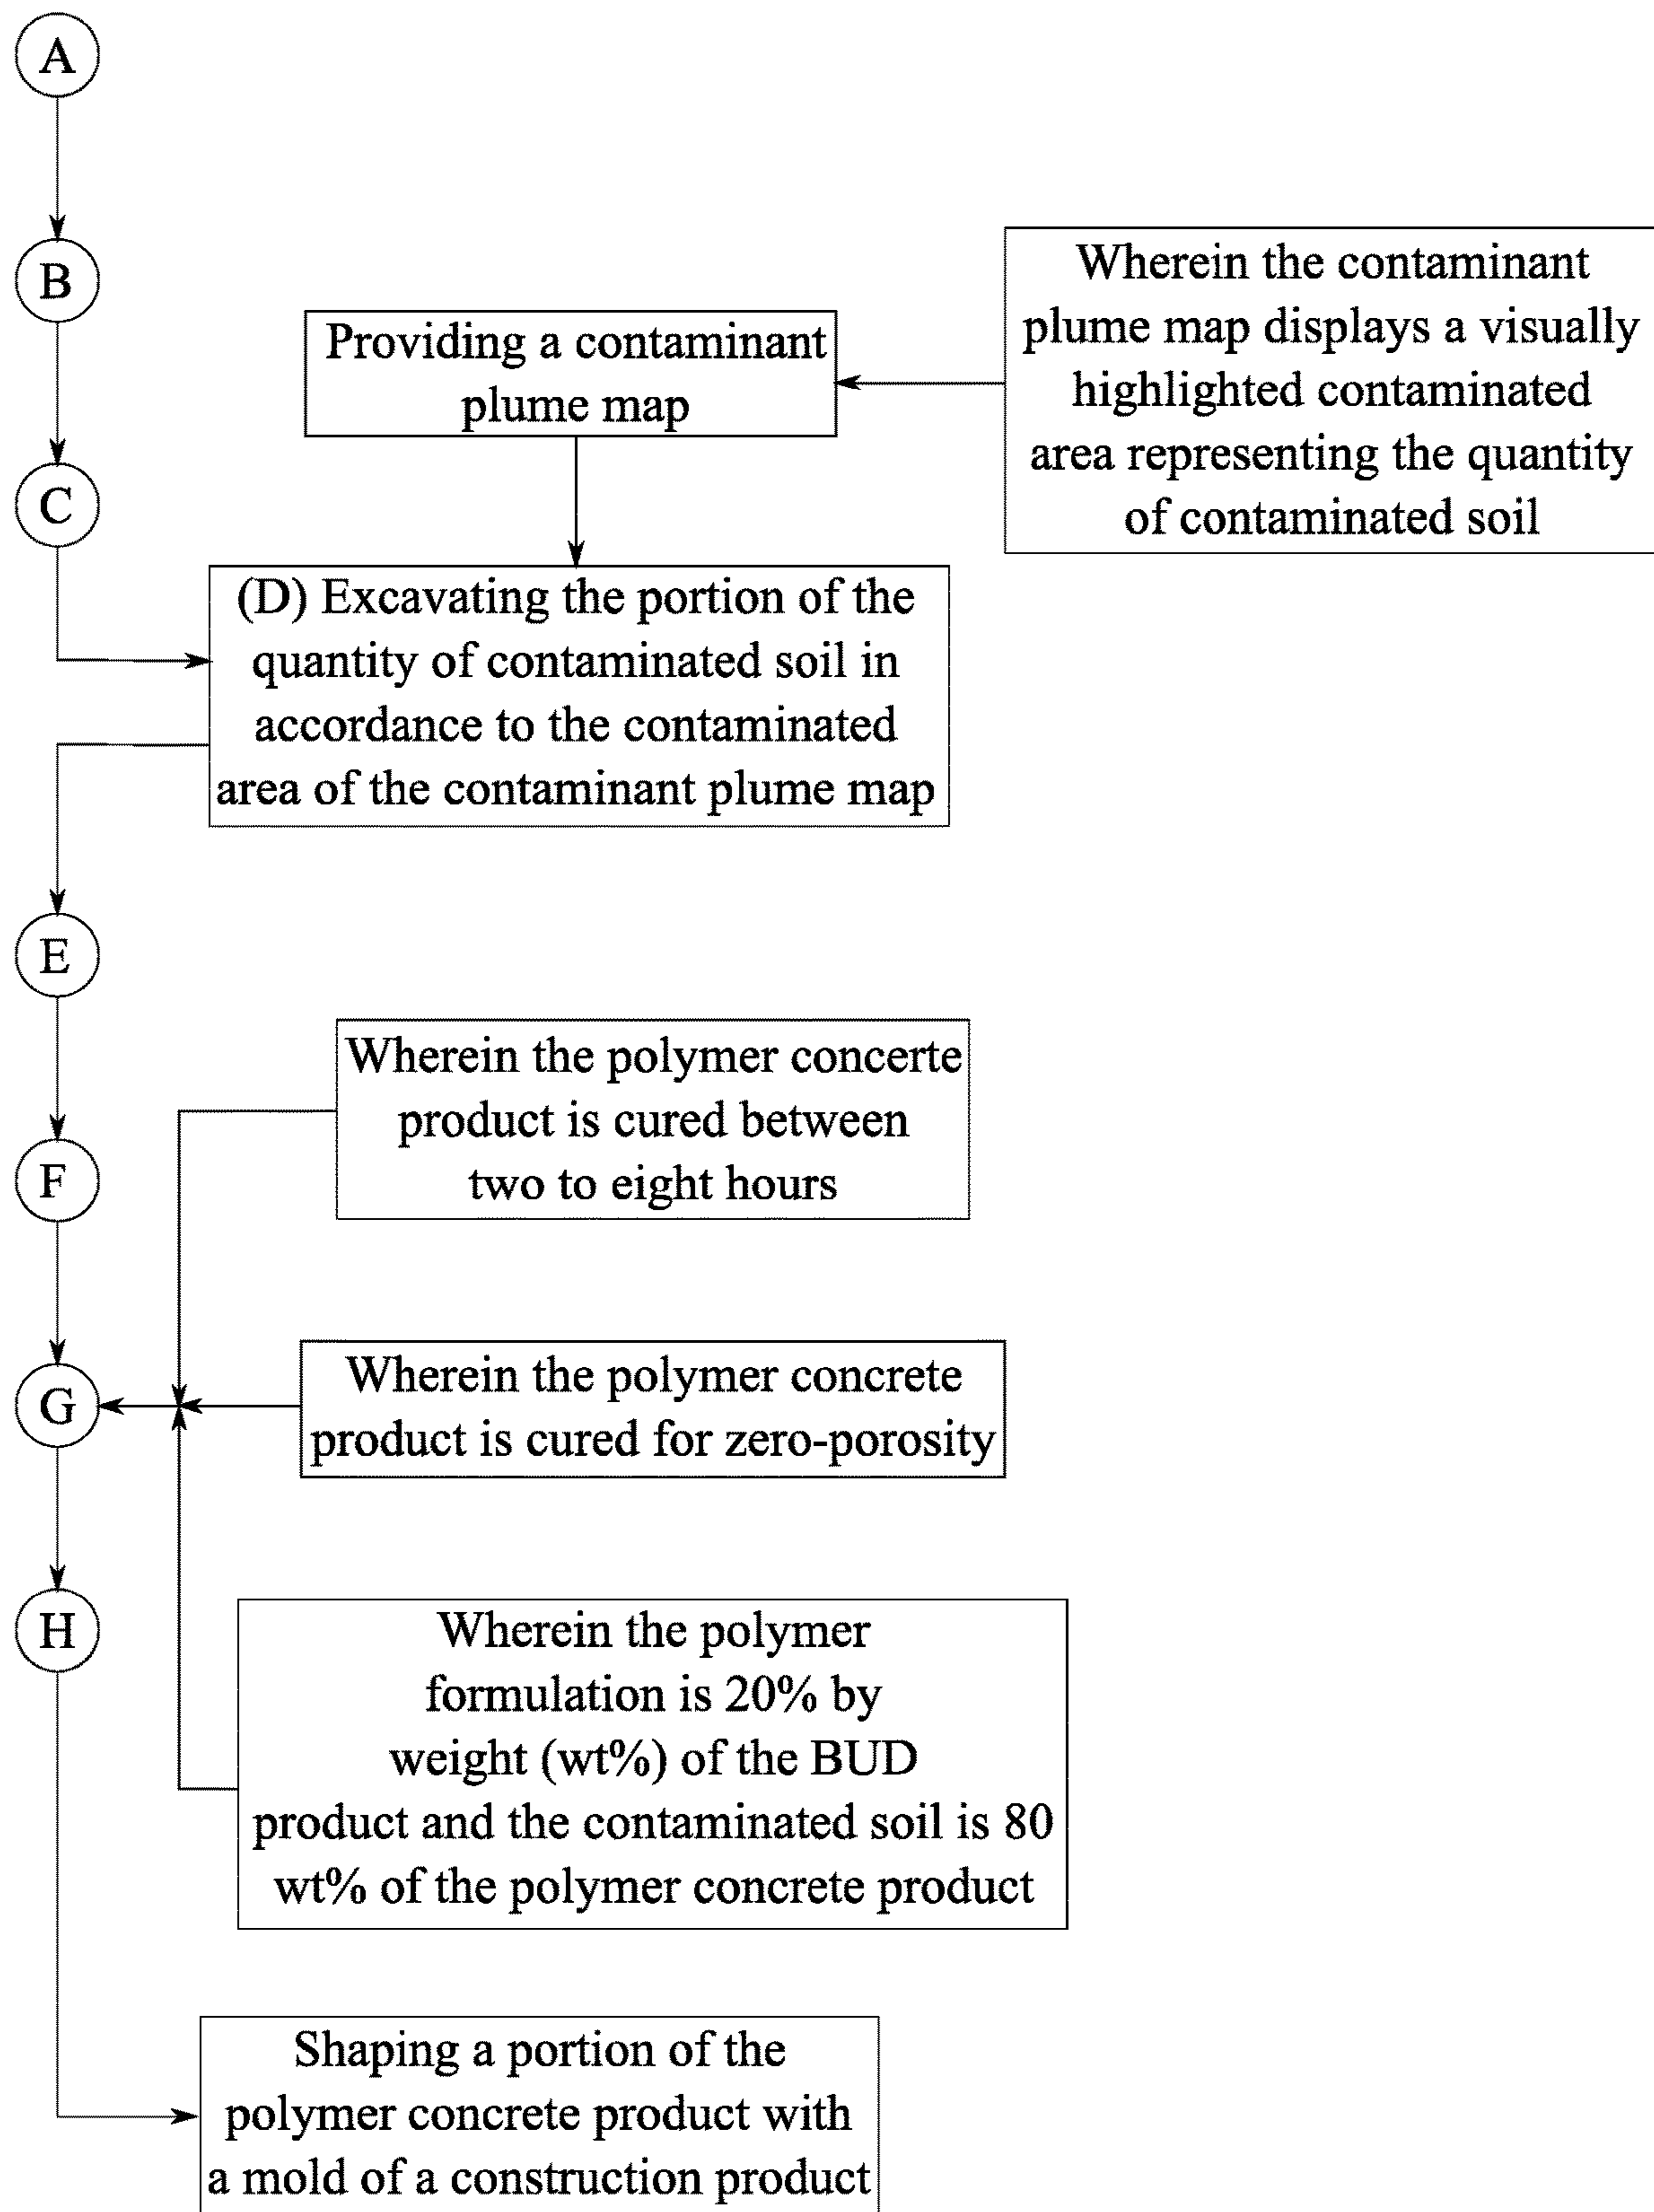 A
B
Providing a contaminant
plume map
Wherein the contaminant
plume map displays a visually
highlighted contaminated
area representing the quantity
of contaminated soil
C
(D) Excavating the portion of the
quantity of contaminated soil in
accordance to the contaminated
area of the contaminant plume map
E
Wherein the polymer concerte
product is cured between
two to eight hours
F
Wherein the polymer concrete
product is cured for zero-porosity
G
Wherein the polymer
formulation is 20% by
weight (wt%) of the BUD
product and the contaminated soil is 80
wt% of the polymer concrete product
H
Shaping a portion of the
polymer concrete product with
a mold of a construction product